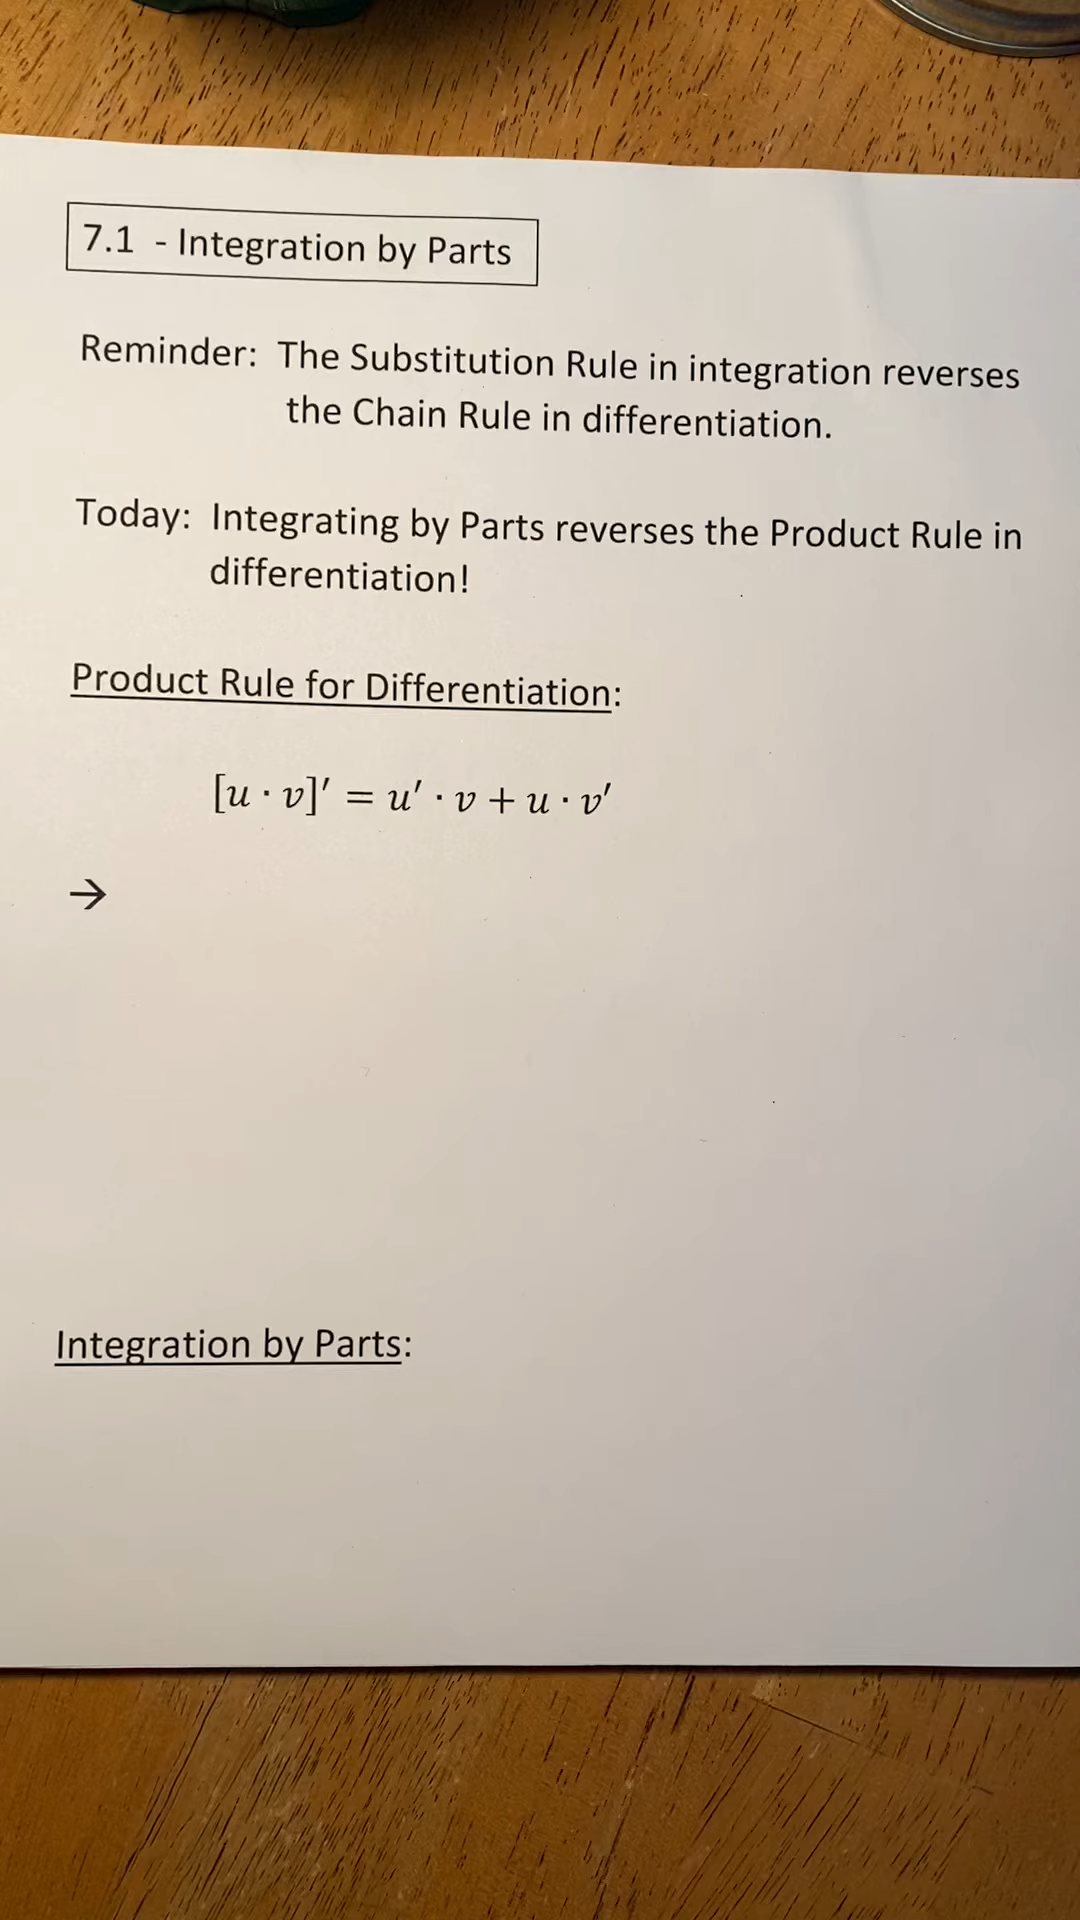 7.1 - Integration by Parts
Reminder: The Substitution Rule in integration reverses
the Chain Rule in differentiation.
Today: Integrating by Parts reverses the Product Rule in
differentiation!
Product Rule for Differentiation:
[u · v]′ = u′ · v + u · v′
→
Integration by Parts: